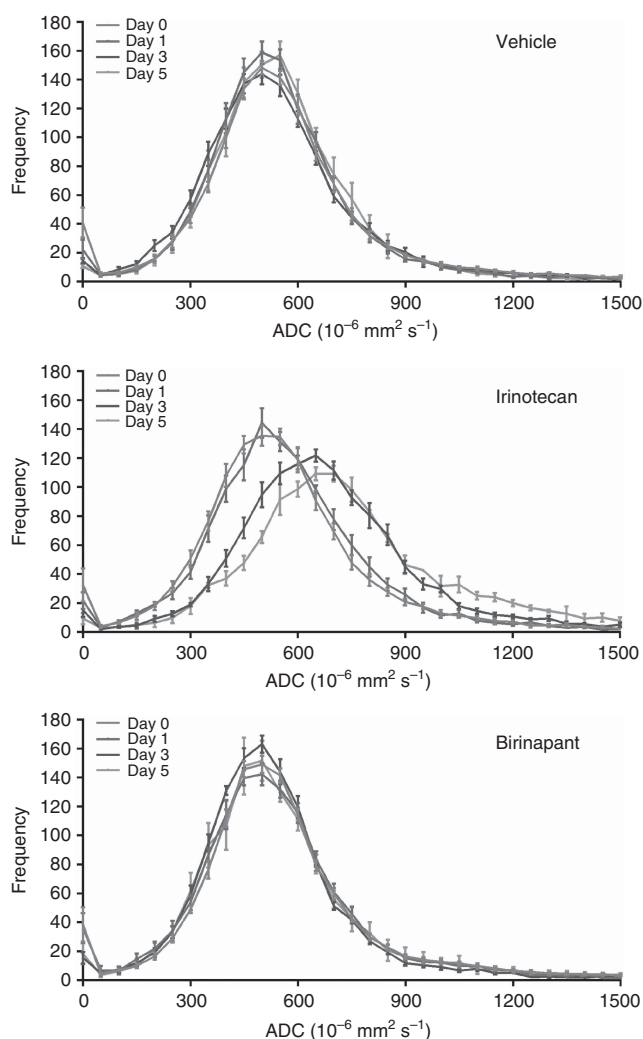 Vehicle
Day 0
Day 1
Day 3
Day 5
Frequency
180
160
140
120
100
80
60
40
20
0
0 300 600 900 1200 1500
ADC (10⁻⁶ mm² s⁻¹)
Irinotecan
Day 0
Day 1
Day 3
Day 5
Frequency
180
160
140
120
100
80
60
40
20
0
0 300 600 900 1200 1500
ADC (10⁻⁶ mm² s⁻¹)
Birinapant
Day 0
Day 1
Day 3
Day 5
Frequency
180
160
140
120
100
80
60
40
20
0
0 300 600 900 1200 1500
ADC (10⁻⁶ mm² s⁻¹)